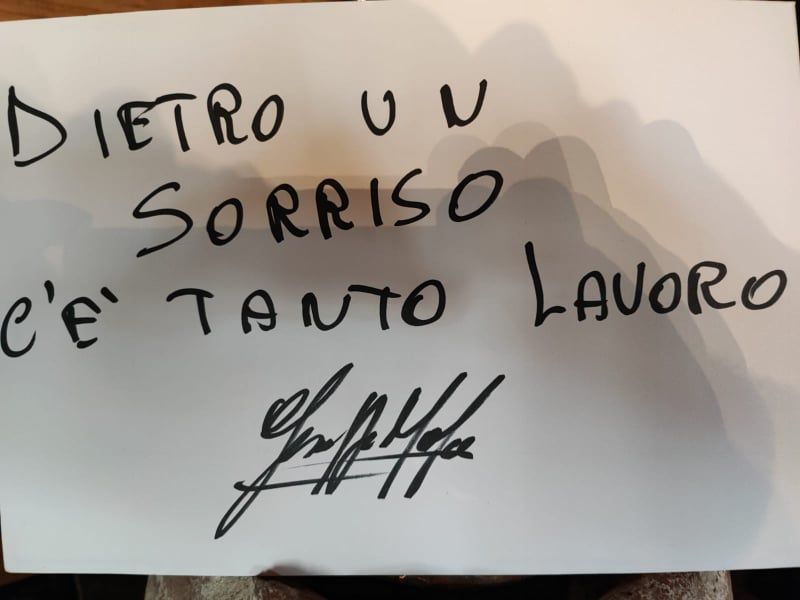 DIETRO UN
SORRISO
C'E' TANTO LAVORO